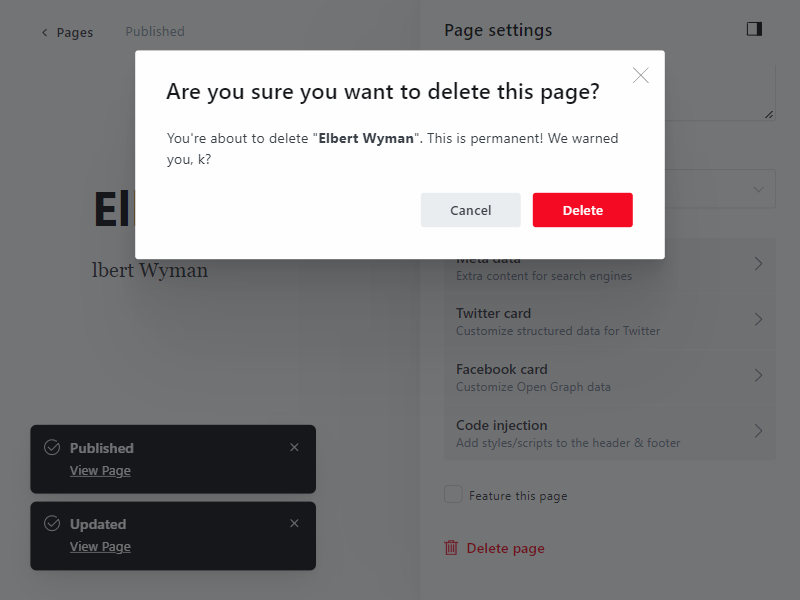 Pages
Published
Page settings
Are you sure you want to delete this page?
You're about to delete "Elbert Wyman". This is permanent! We warned
you, k?
Cancel
Delete
El
lbert Wyman
Meta data
Extra content for search engines
Twitter card
Customize structured data for Twitter
Facebook card
Customize Open Graph data
Code injection
Add styles/scripts to the header & footer
Feature this page
Delete page
Published
View Page
Updated
View Page